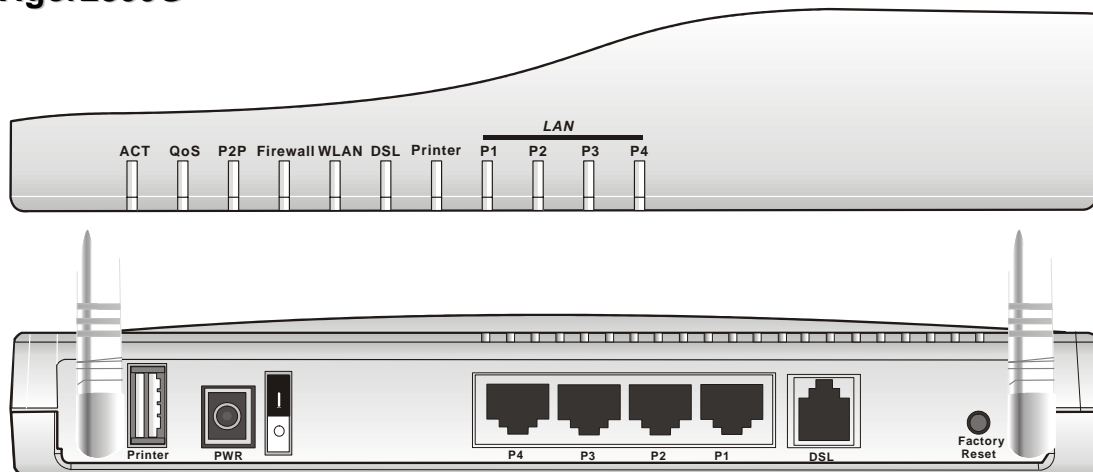 LAN
ACT QoS P2P Firewall WLAN DSL Printer P1 P2 P3 P4
Printer PWR P4 P3 P2 P1 DSL Factory Reset